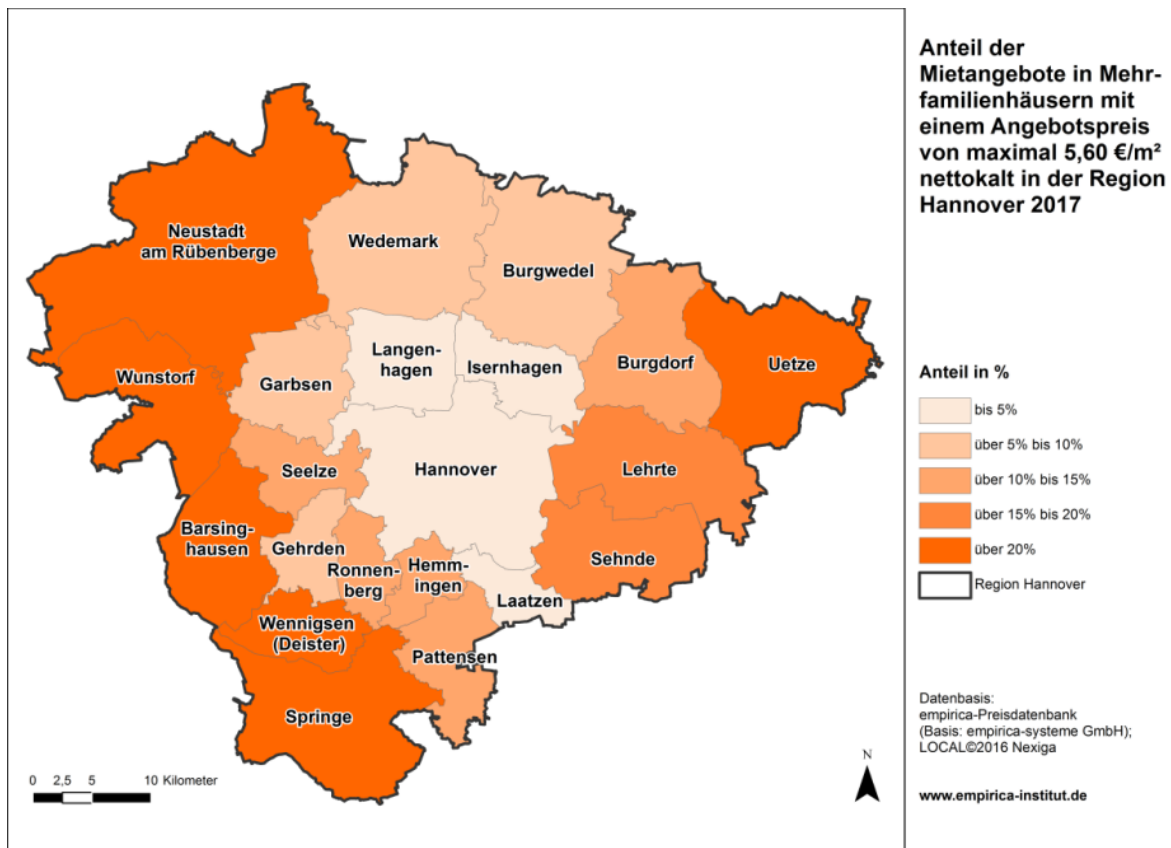 Anteil der
Mietangebote in Mehr-
familienhäusern mit
einem Angebotspreis
von maximal 5,60 €/m²
nettokalt in der Region
Hannover 2017
Neustadt
am Rübenberge
Wedemark
Burgwedel
Langen-
hagen
Isernhagen
Burgdorf
Uetze
Wunstorf
Garbsen
Seelze
Hannover
Lehrte
Barsing-
hausen
Gehrden
Ronnen-
berg
Hemm-
ingen
Laatzen
Sehnde
Wennigsen
(Deister)
Pattensen
Springe
0 2,5 5 10 Kilometer
N
Anteil in %
bis 5%
über 5% bis 10%
über 10% bis 15%
über 15% bis 20%
über 20%
Region Hannover
Datenbasis:
empirica-Preisdatenbank
(Basis: empirica-systeme GmbH);
LOCAL©2016 Nexiga
www.empirica-institut.de